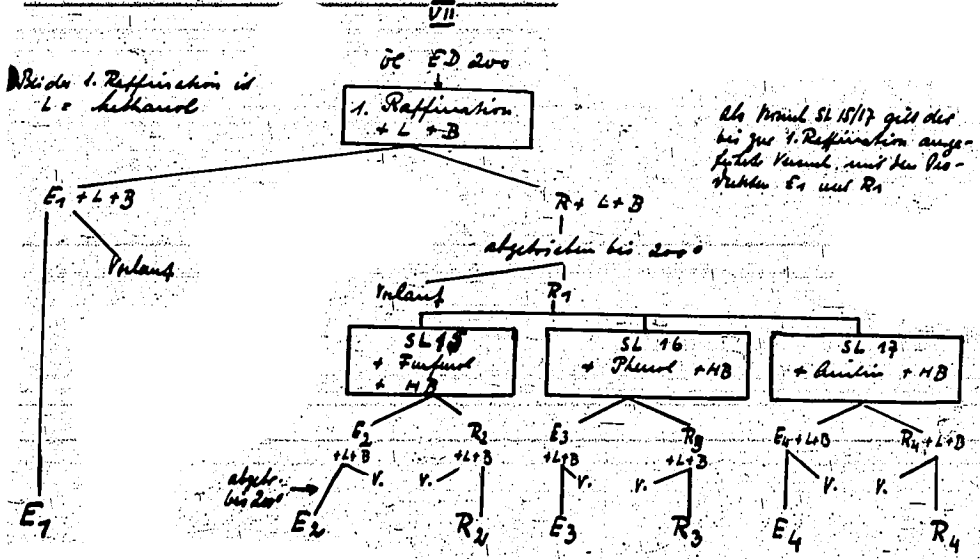 VII
Öl ED 200
Bei der 1. Raffination ist
L = Methanol
1. Raffination
+ L + B
als SL 15/17 gilt der
bis zur 1. Raffination ange-
führte Versuch mit den Pro-
dukten E1 und R1
E1 + L + B
R + L + B
Vorlauf
abgetrieben bis 200°
Vorlauf
R1
SL 15
+ Furfurol
+ HB
SL 16
+ Phenol + HB
SL 17
+ Anilin + HB
E2
+L+B
R2
+L+B
E3
+L+B
R3
+L+B
E4+L+B
R4+L+B
V.
V.
V.
V.
V.
V.
abgetr.
bis 200°
E1
E2
R2
E3
R3
E4
R4